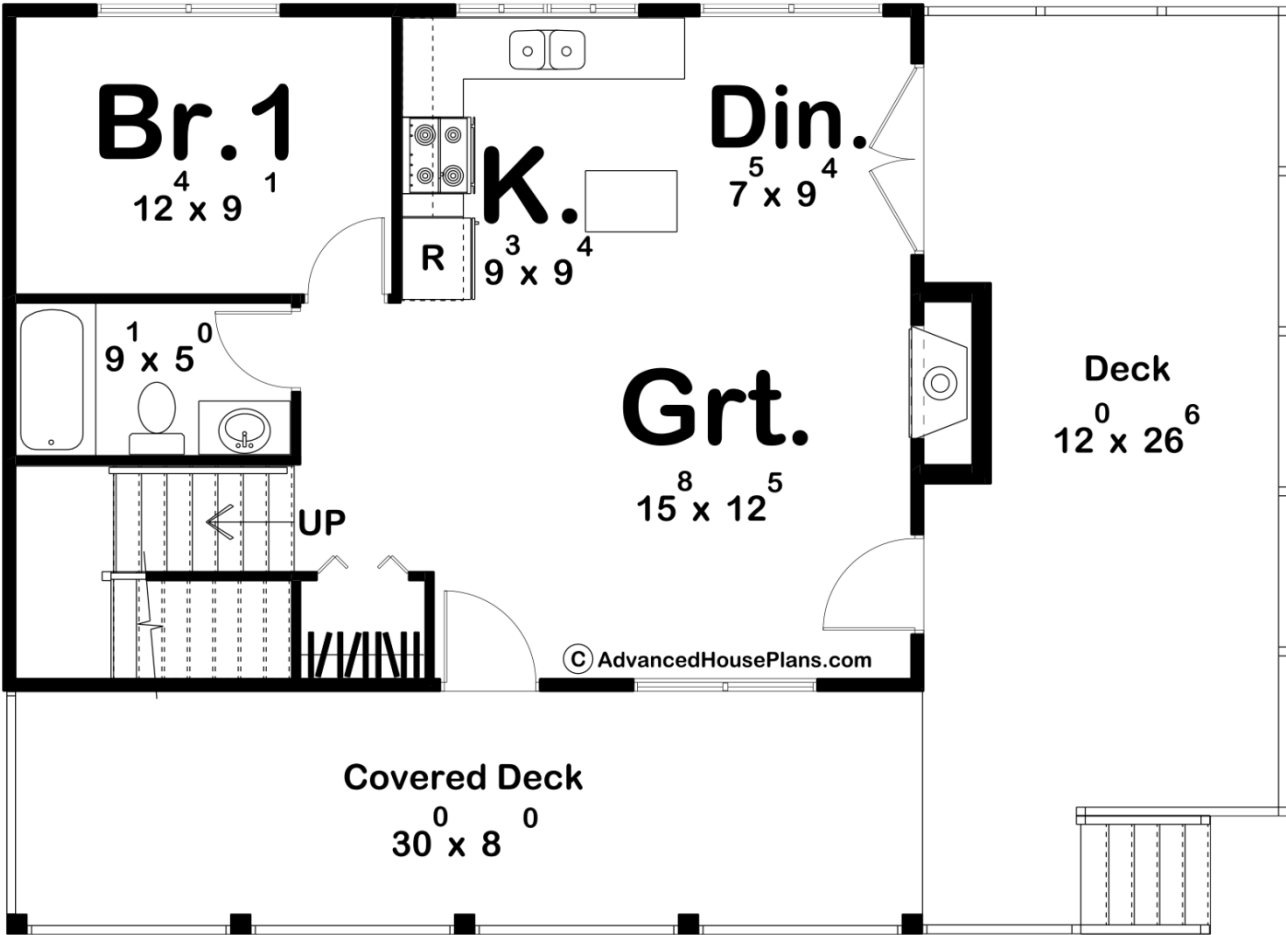 Br.1
12⁴ x 9¹
K.
9³ x 9⁴
R
Din.
7⁵ x 9⁴
9¹ x 5⁰
Grt.
15⁸ x 12⁵
Deck
12⁰ x 26⁶
UP
© AdvancedHousePlans.com
Covered Deck
30⁰ x 8⁰